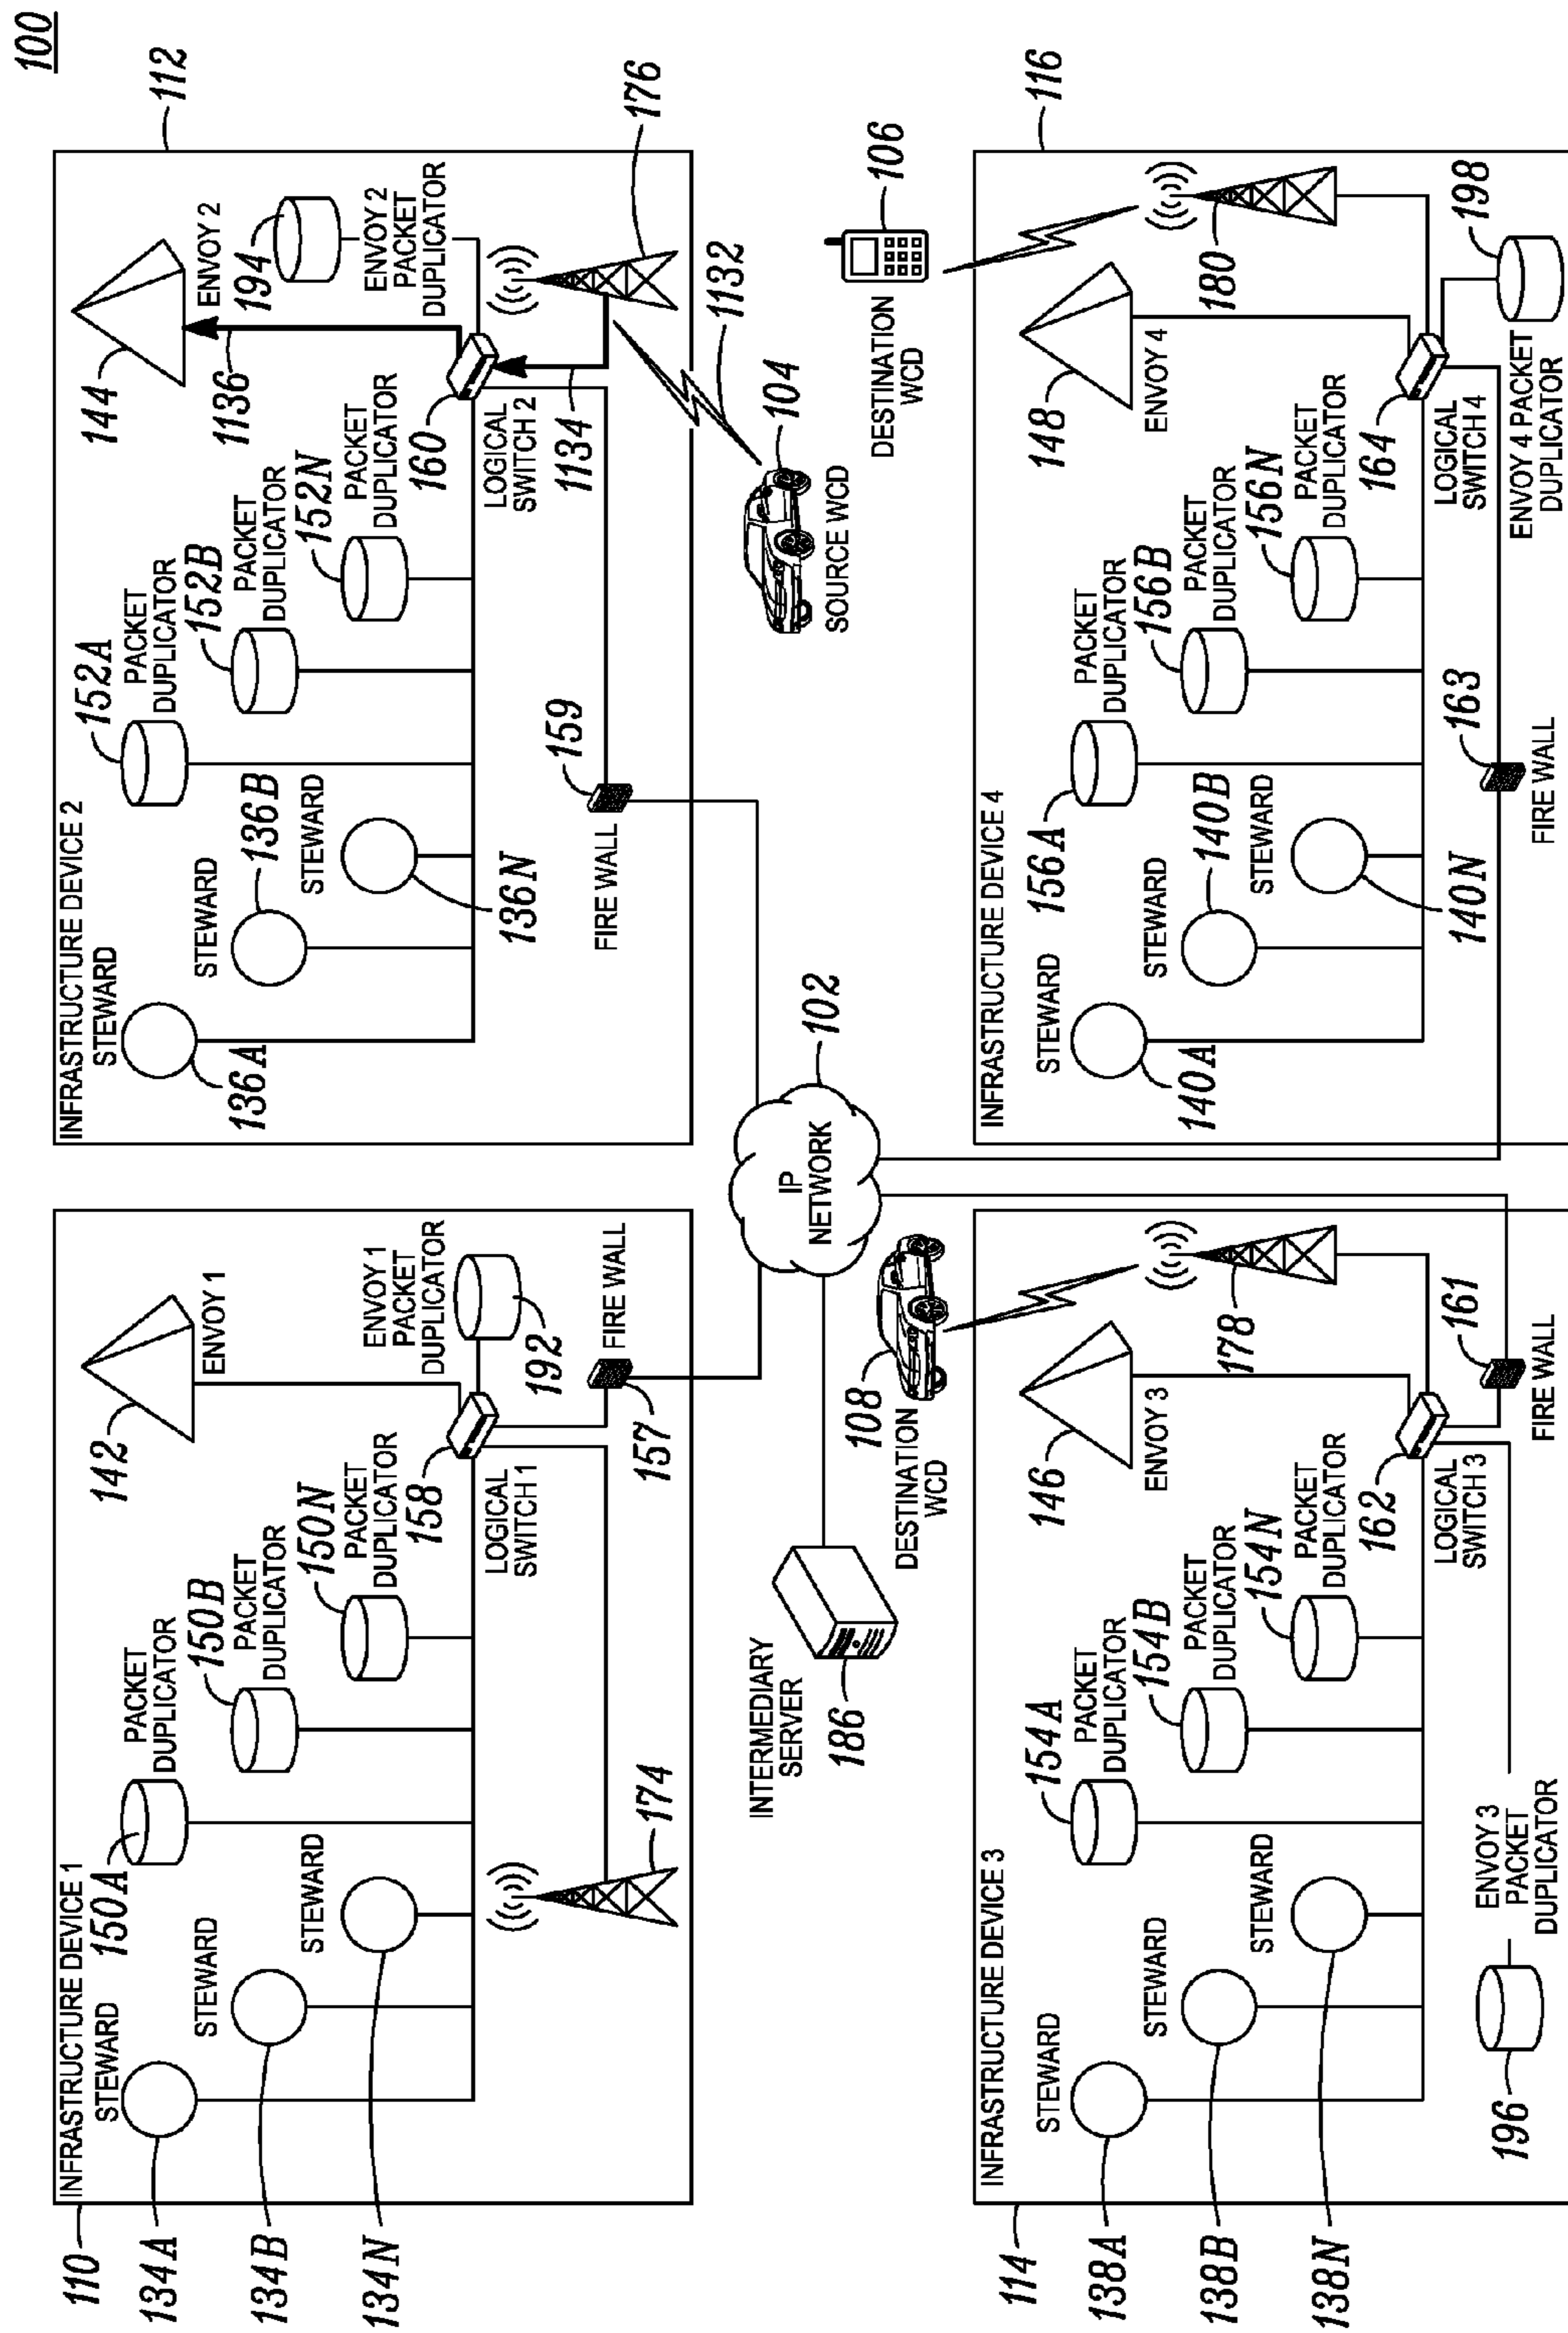 100
INFRASTRUCTURE DEVICE 1
110
STEWARD
134A
STEWARD
134B
STEWARD
134N
150A
PACKET
DUPLICATOR
150B
PACKET
DUPLICATOR
150N
PACKET
DUPLICATOR
142
ENVOY 1
158
LOGICAL
SWITCH 1
ENVOY 1
PACKET
DUPLICATOR
192
FIRE WALL
157
174
INFRASTRUCTURE DEVICE 2
112
STEWARD
136A
STEWARD
136B
STEWARD
136N
152A
PACKET
DUPLICATOR
152B
PACKET
DUPLICATOR
152N
PACKET
DUPLICATOR
144
1136
ENVOY 2
194
ENVOY 2
PACKET
DUPLICATOR
160
LOGICAL
SWITCH 2
1134
176
1132
159
FIRE WALL
INTERMEDIARY
SERVER
186
IP
NETWORK
102
104
SOURCE WCD
106
DESTINATION
WCD
108
DESTINATION
WCD
INFRASTRUCTURE DEVICE 3
114
STEWARD
138A
STEWARD
138B
STEWARD
138N
154A
PACKET
DUPLICATOR
154B
PACKET
DUPLICATOR
154N
PACKET
DUPLICATOR
146
ENVOY 3
162
LOGICAL
SWITCH 3
178
161
FIRE WALL
196
ENVOY 3
PACKET
DUPLICATOR
INFRASTRUCTURE DEVICE 4
116
STEWARD
140A
STEWARD
140B
STEWARD
140N
156A
PACKET
DUPLICATOR
156B
PACKET
DUPLICATOR
156N
PACKET
DUPLICATOR
148
ENVOY 4
164
LOGICAL
SWITCH 4
180
198
ENVOY 4 PACKET
DUPLICATOR
163
FIRE WALL